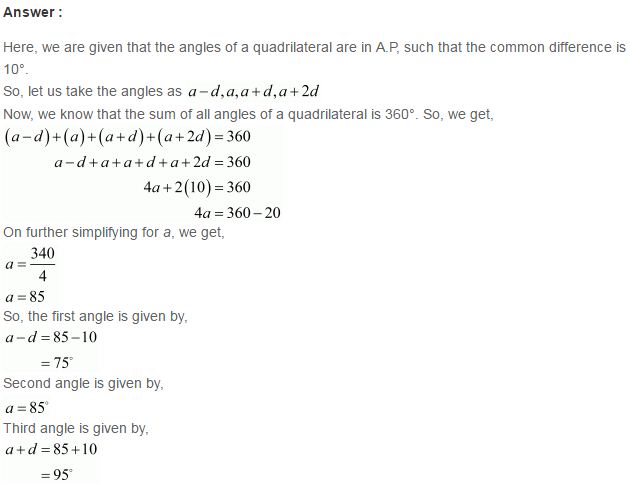 Answer :
Here, we are given that the angles of a quadrilateral are in A.P, such that the common difference is
10°.
So, let us take the angles as a−d,a,a+d,a+2d
Now, we know that the sum of all angles of a quadrilateral is 360°. So, we get,
(a−d)+(a)+(a+d)+(a+2d)=360
a−d+a+a+d+a+2d=360
4a+2(10)=360
4a=360−20
On further simplifying for a, we get,
a=340/4
a=85
So, the first angle is given by,
a−d=85−10
=75°
Second angle is given by,
a=85°
Third angle is given by,
a+d=85+10
=95°